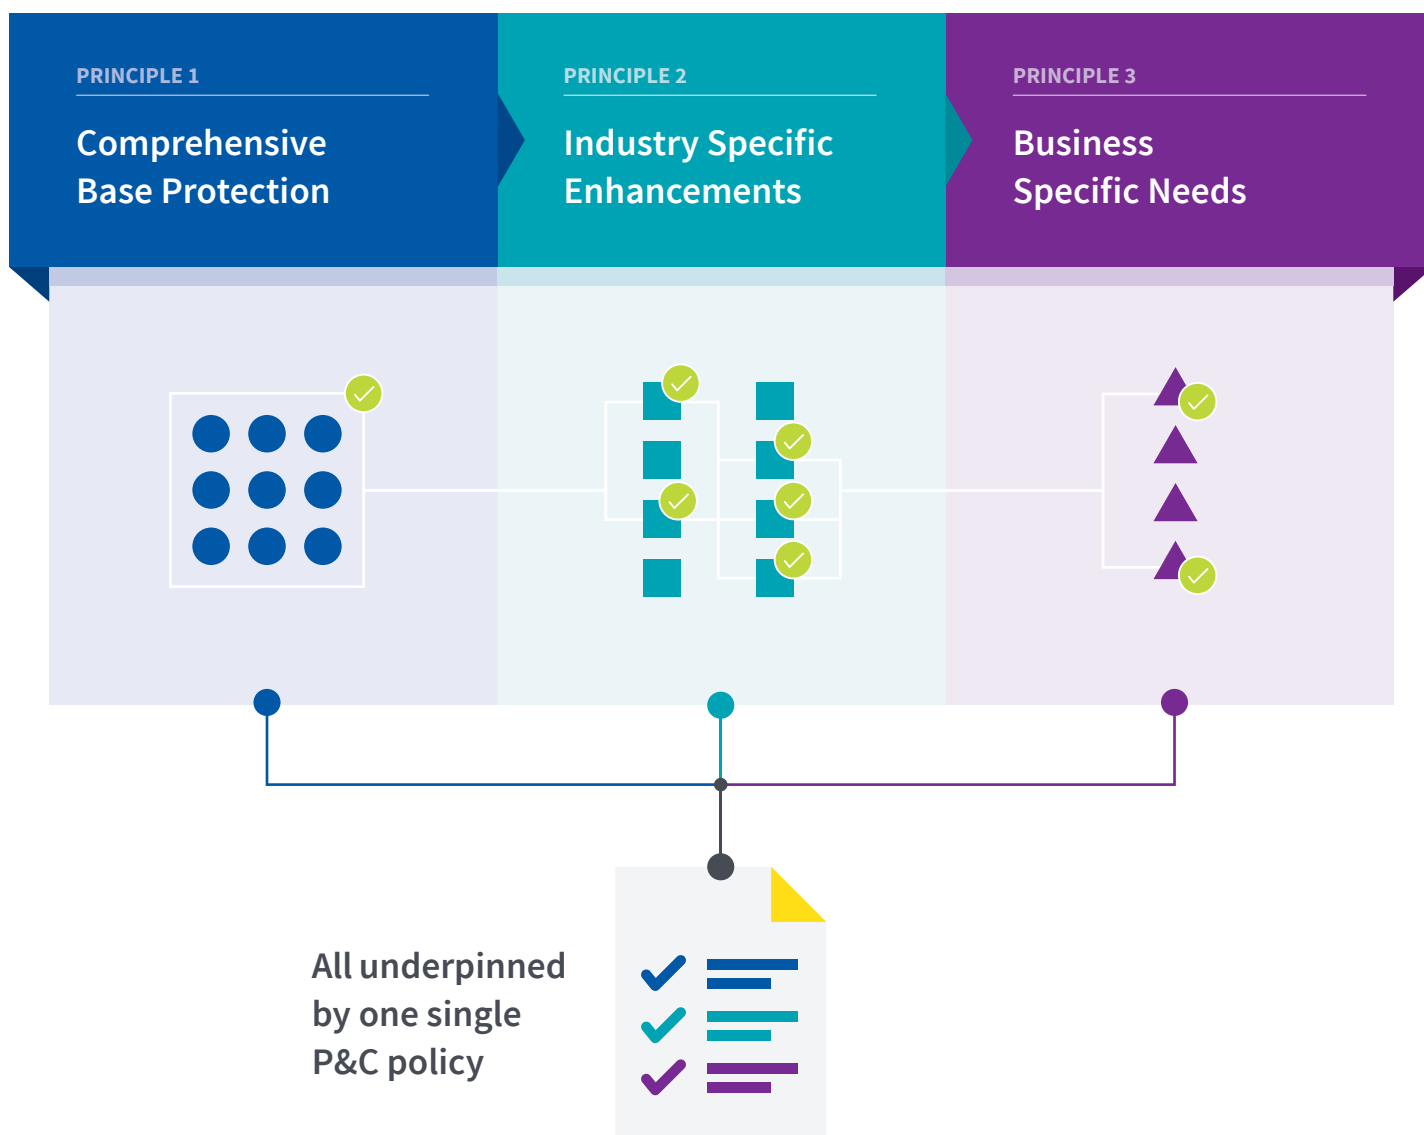 PRINCIPLE 1
Comprehensive
Base Protection
PRINCIPLE 2
Industry Specific
Enhancements
PRINCIPLE 3
Business
Specific Needs
All underpinned
by one single
P&C policy